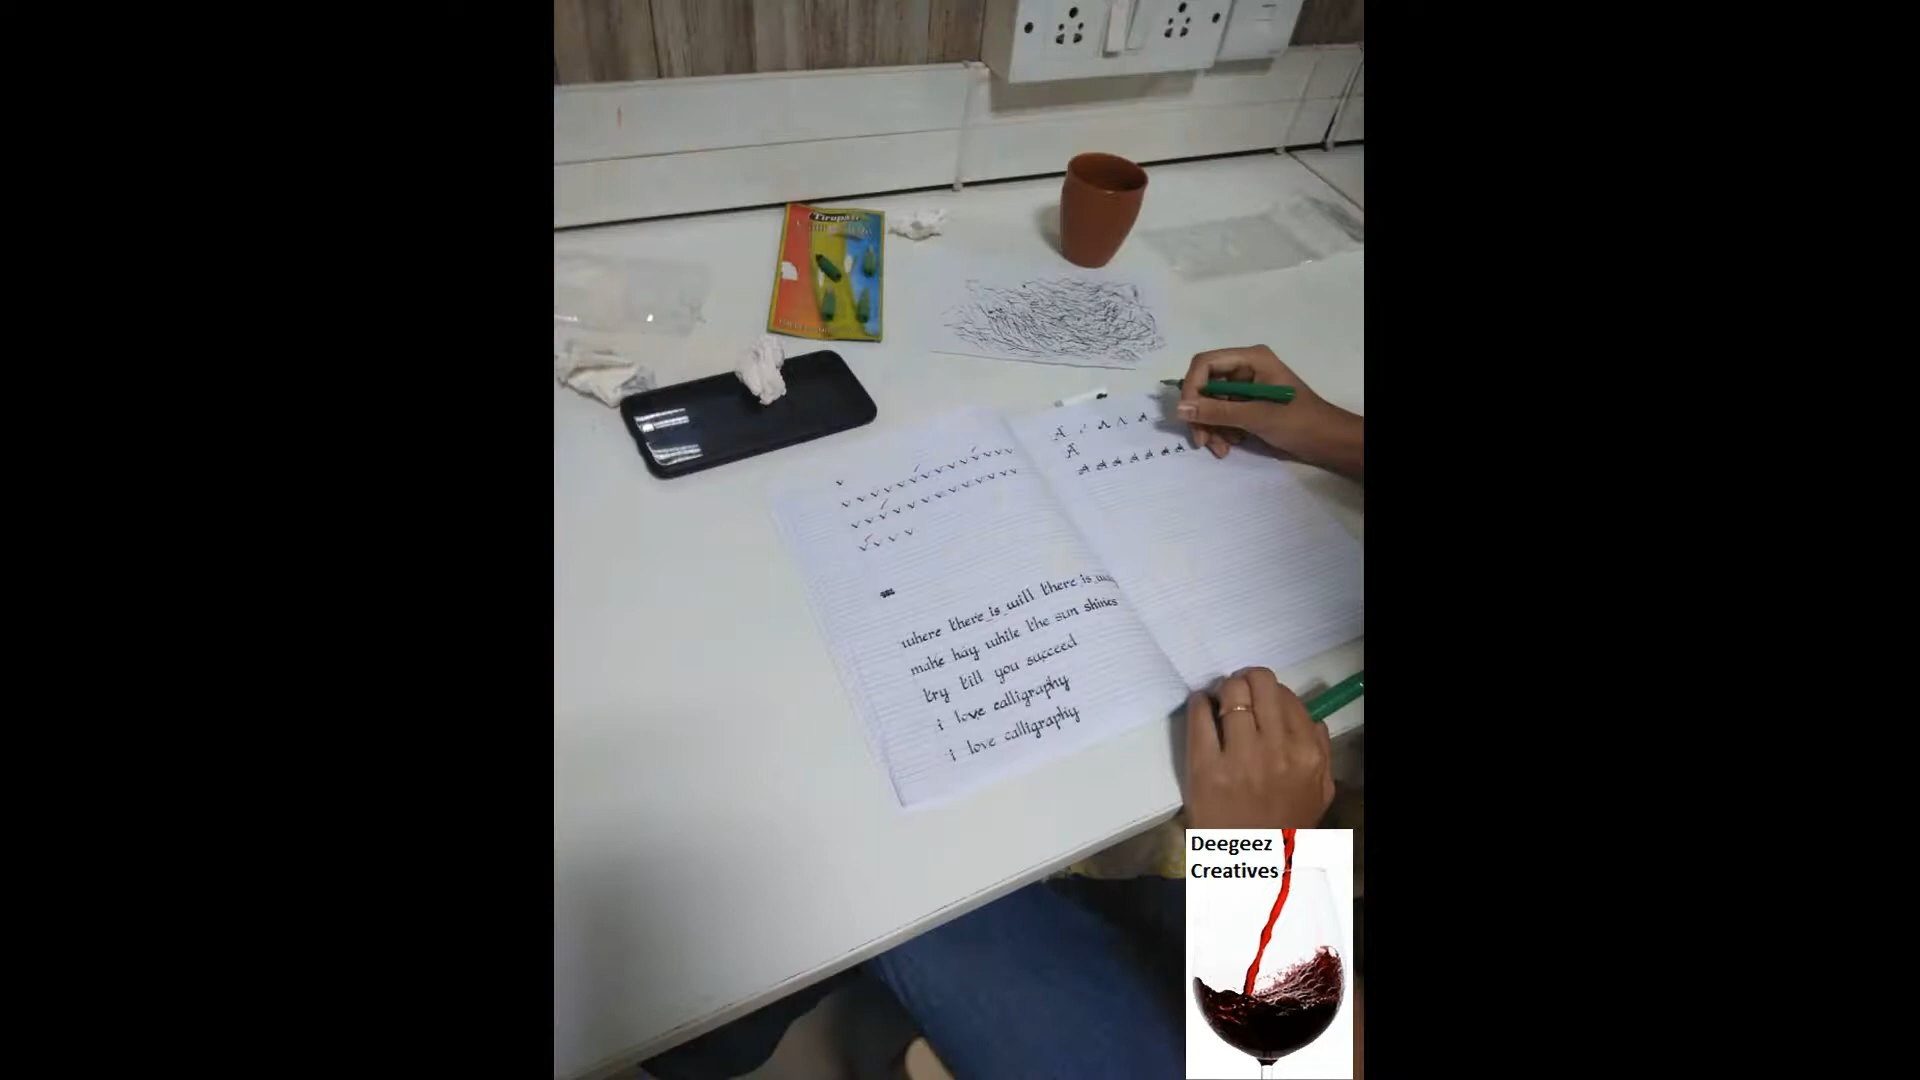 Tirupati
v
v v v v v v v v v v v v v
v v v v v v v v v v v v
v v v v
where there is will there is
make hay while the sun shines
try till you succeed
i love calligraphy
i love calligraphy
A A A A
A
A A A A A A A
Deegeez
Creatives